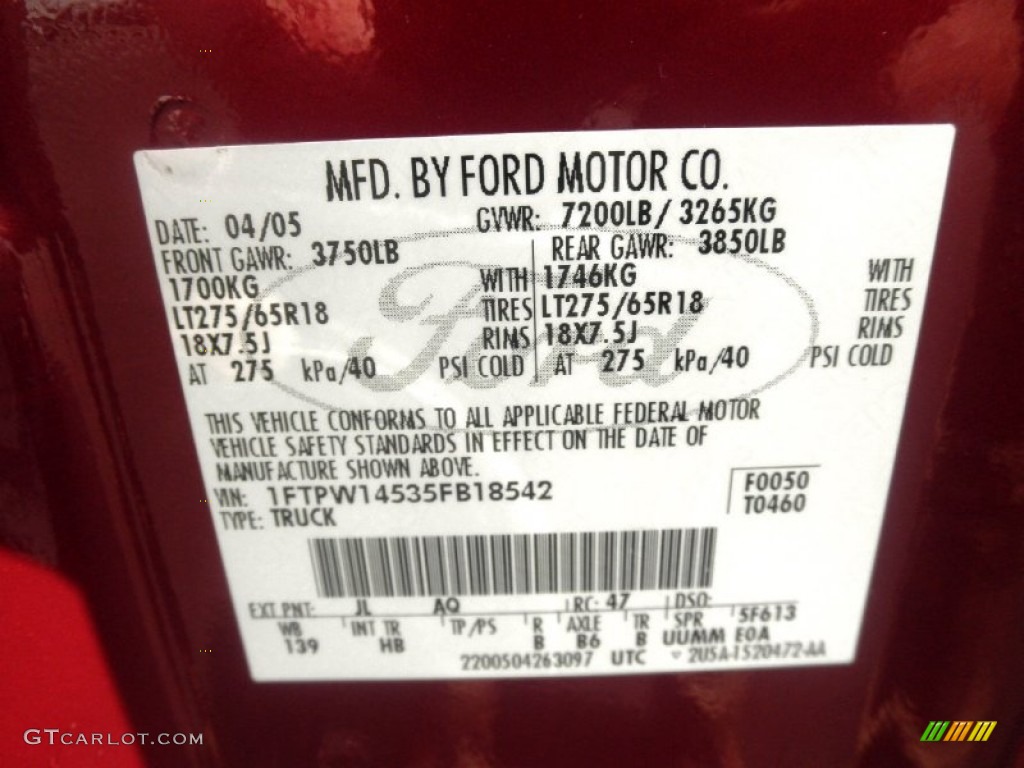 MFD. BY FORD MOTOR CO.
DATE: 04/05 GVWR: 7200LB/ 3265KG
FRONT GAWR: 3750LB REAR GAWR: 3850LB
1700KG WITH 1746KG WITH
LT275/65R18 TIRES LT275/65R18 TIRES
18X7.5J RIMS 18X7.5J RIMS
AT 275 kPa/40 PSI COLD AT 275 kPa/40 PSI COLD
Ford
THIS VEHICLE CONFORMS TO ALL APPLICABLE FEDERAL MOTOR
VEHICLE SAFETY STANDARDS IN EFFECT ON THE DATE OF
MANUFACTURE SHOWN ABOVE.
VIN: 1FTPW14535FB18542 F0050
TYPE: TRUCK T0460
EXT PNT: JL AQ RC: 47 DSO:
WB INT TR TP/PS R AXLE TR SPR 5F613
139 HB B B6 B UUMM EOA
2200504263097 UTC 2U5A-1520472-AA
GTCARLOT.COM